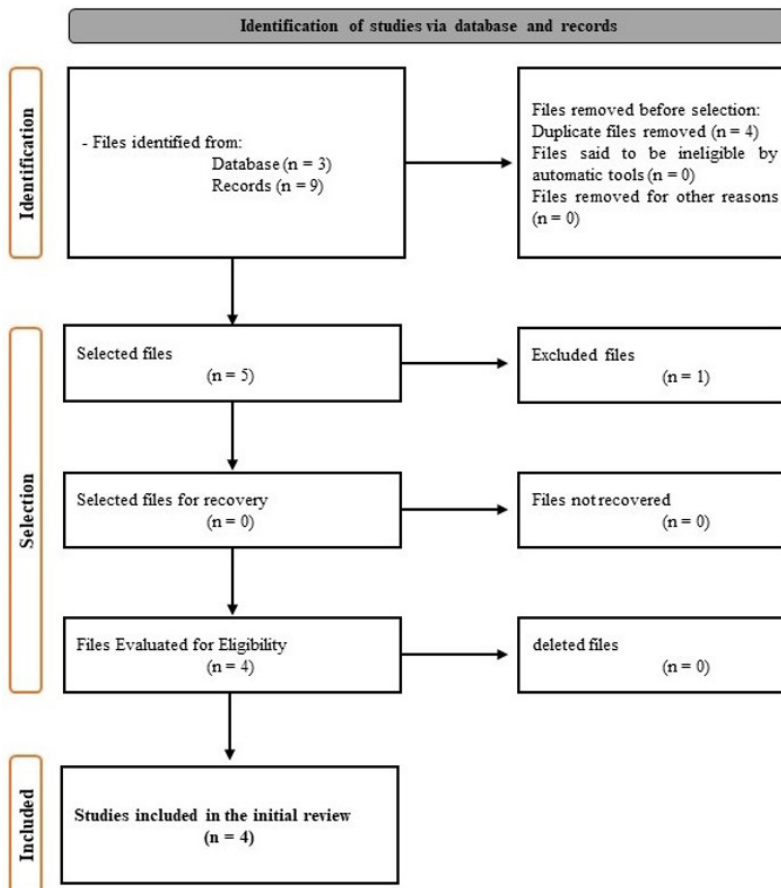 Identification of studies via database and records
Identification
- Files identified from:
Database (n = 3)
Records (n = 9)
Files removed before selection:
Duplicate files removed (n = 4)
Files said to be ineligible by
automatic tools (n = 0)
Files removed for other reasons
(n = 0)
Selection
Selected files
(n = 5)
Excluded files
(n = 1)
Selected files for recovery
(n = 0)
Files not recovered
(n = 0)
Files Evaluated for Eligibility
(n = 4)
deleted files
(n = 0)
Included
Studies included in the initial review
(n = 4)